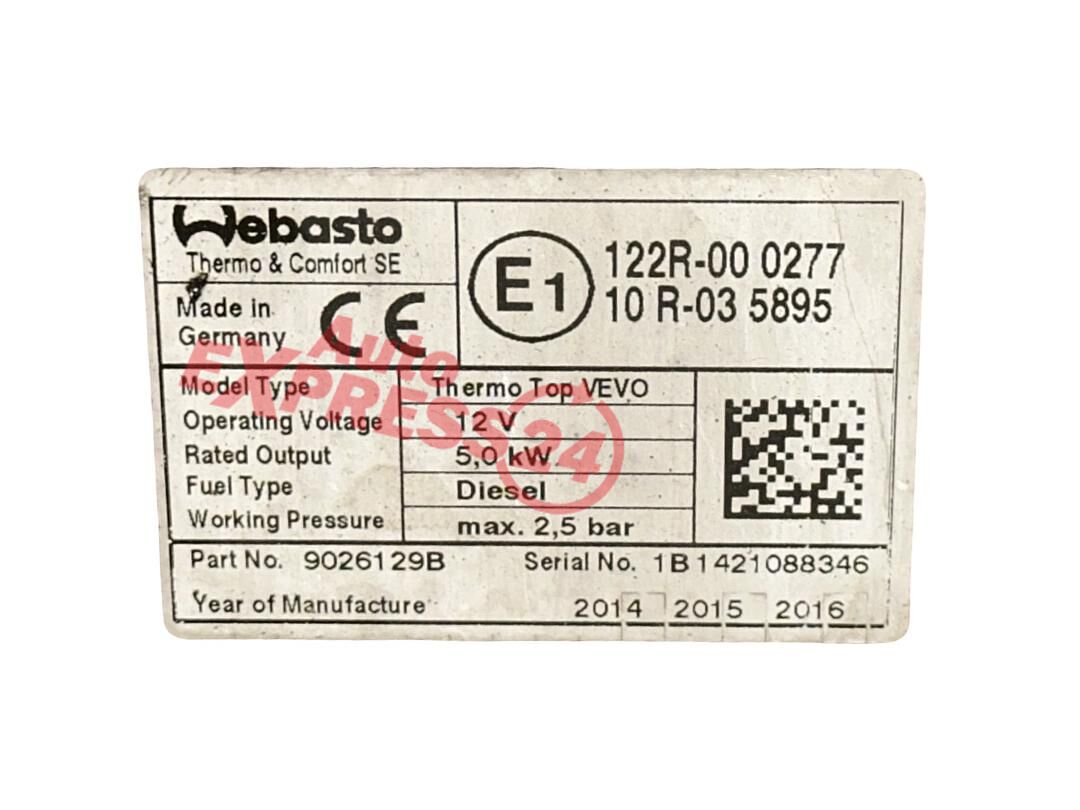 Webasto
Thermo & Comfort SE
Made in
Germany
CE
E1
122R-00 0277
10 R-03 5895
Auto
EXPRESS 24
Model Type Thermo Top VEVO
Operating Voltage 12 V
Rated Output 5,0 kW
Fuel Type Diesel
Working Pressure max. 2,5 bar
Part No. 9026129B Serial No. 1B1421088346
Year of Manufacture 2014 2015 2016